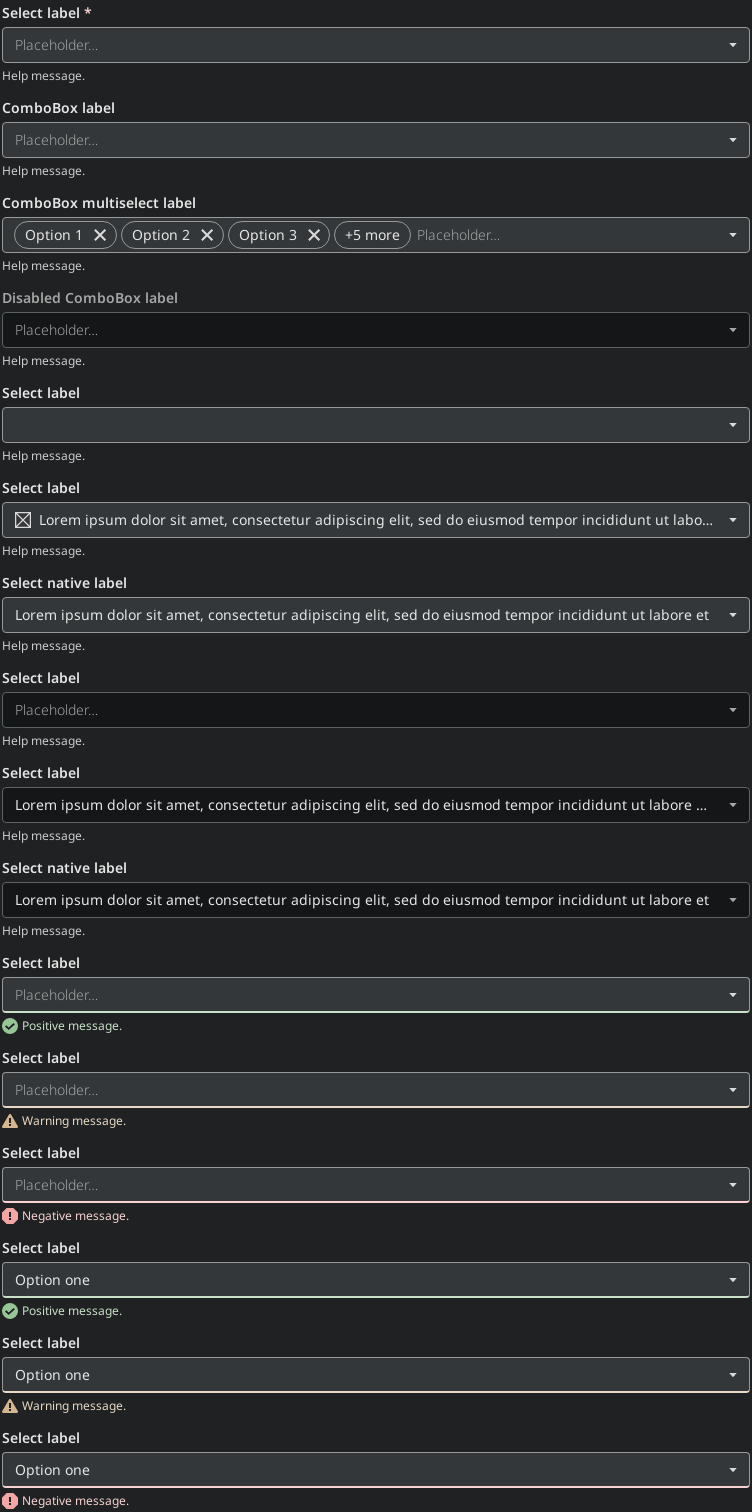 Select label *
Placeholder...
Help message.
ComboBox label
Placeholder...
Help message.
ComboBox multiselect label
Option 1 Option 2 Option 3 +5 more Placeholder...
Help message.
Disabled ComboBox label
Placeholder...
Help message.
Select label
Help message.
Select label
Lorem ipsum dolor sit amet, consectetur adipiscing elit, sed do eiusmod tempor incididunt ut labo...
Help message.
Select native label
Lorem ipsum dolor sit amet, consectetur adipiscing elit, sed do eiusmod tempor incididunt ut labore et
Help message.
Select label
Placeholder...
Help message.
Select label
Lorem ipsum dolor sit amet, consectetur adipiscing elit, sed do eiusmod tempor incididunt ut labore ...
Help message.
Select native label
Lorem ipsum dolor sit amet, consectetur adipiscing elit, sed do eiusmod tempor incididunt ut labore et
Help message.
Select label
Placeholder...
Positive message.
Select label
Placeholder...
Warning message.
Select label
Placeholder...
Negative message.
Select label
Option one
Positive message.
Select label
Option one
Warning message.
Select label
Option one
Negative message.